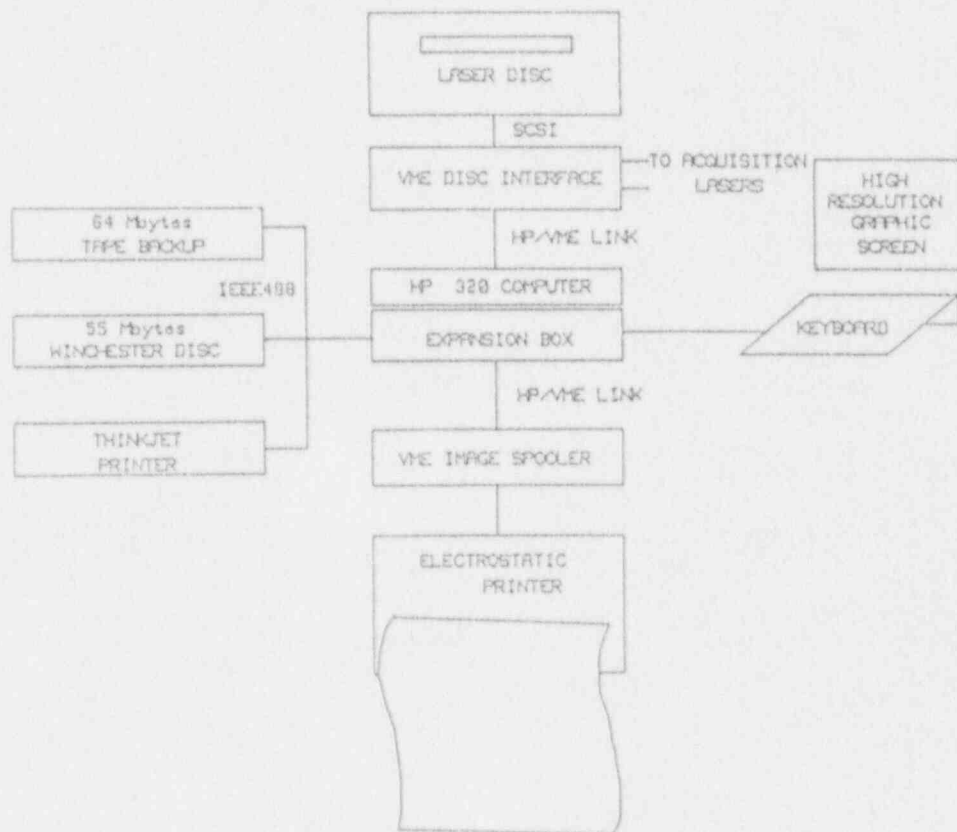 LASER DISC
SCSI
VME DISC INTERFACE
TO ACQUISITION
LASERS
HIGH
RESOLUTION
GRAPHIC
SCREEN
64 Mbytes
TAPE BACKUP
HP/VME LINK
IEEE488
HP 320 COMPUTER
55 Mbytes
WINCHESTER DISC
EXPANSION BOX
KEYBOARD
HP/VME LINK
THINKJET
PRINTER
VME IMAGE SPOOLER
ELECTROSTATIC
PRINTER